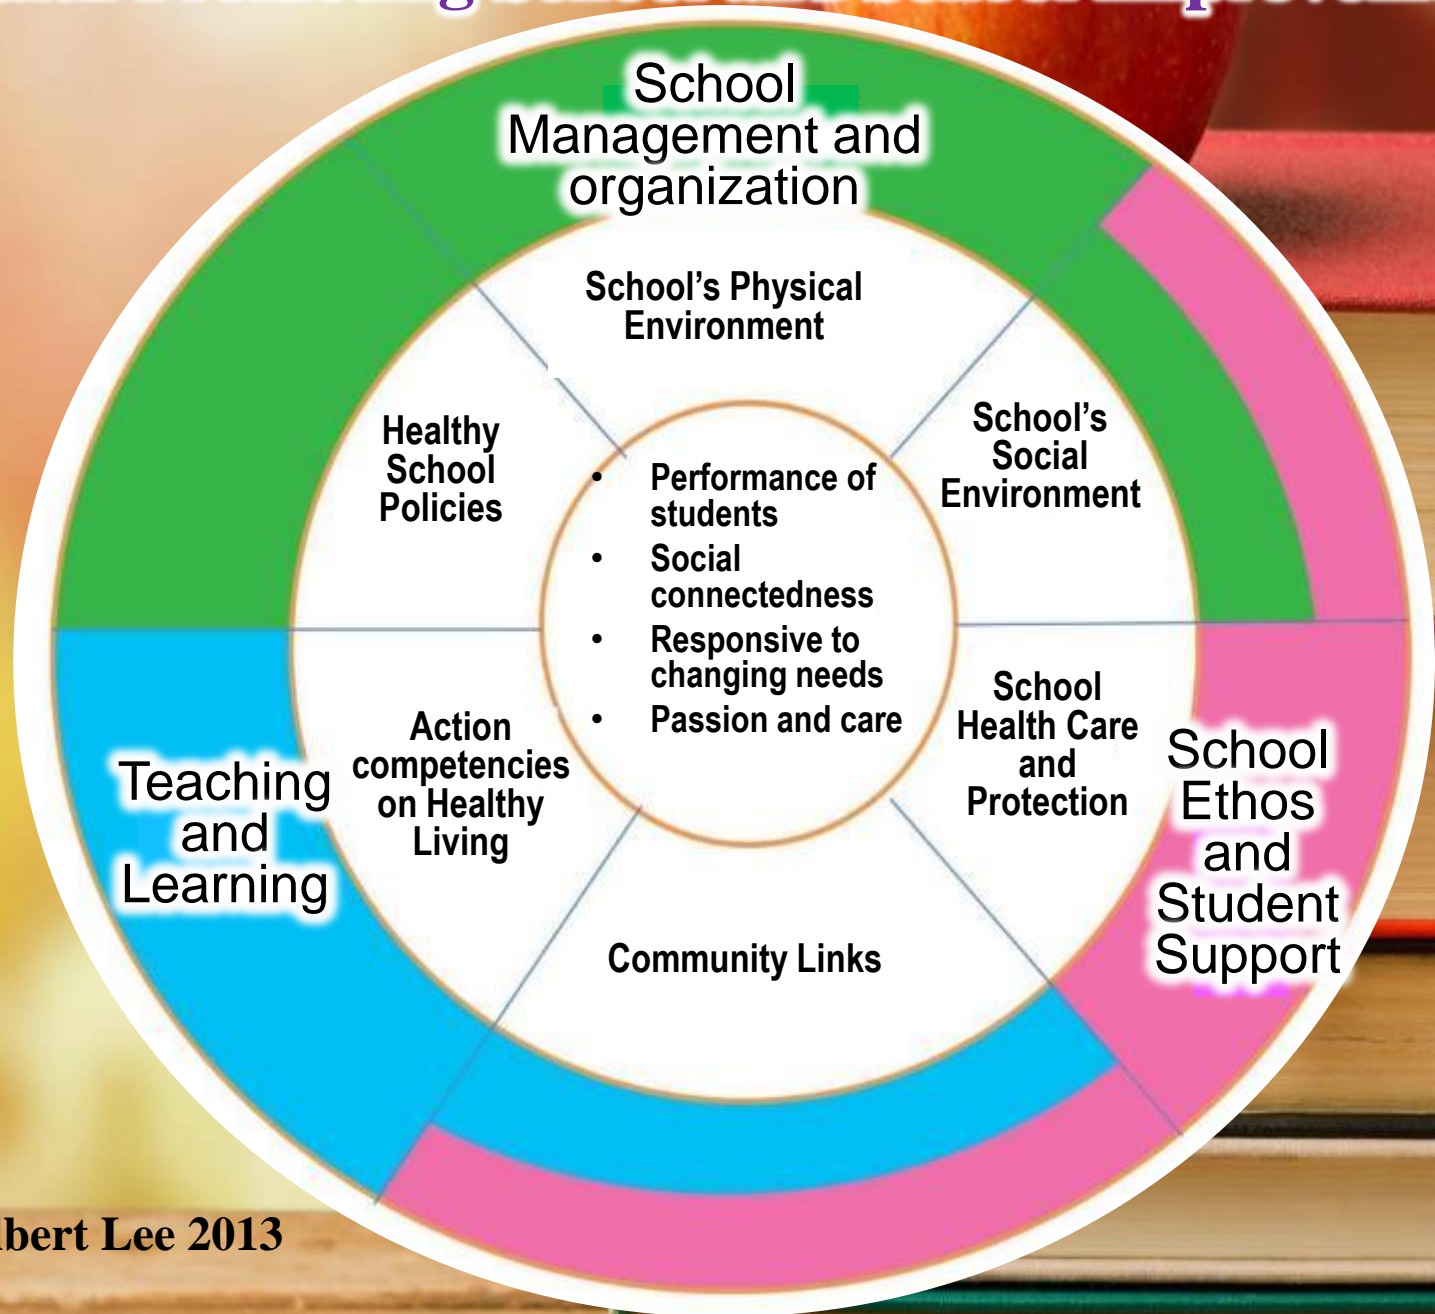 School
Management and
organization
School's Physical
Environment
Healthy
School
Policies
School's
Social
Environment
• Performance of
students
• Social
connectedness
• Responsive to
changing needs
• Passion and care
Action
competencies
on Healthy
Living
School
Health Care
and
Protection
Teaching
and
Learning
School
Ethos
and
Student
Support
Community Links
Lee 2013